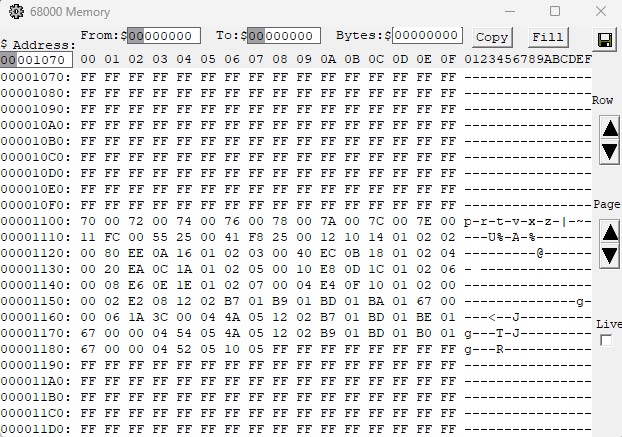 68000 Memory
From:$00000000 To:$00000000 Bytes:$00000000 Copy Fill
$ Address:
00001070 00 01 02 03 04 05 06 07 08 09 0A 0B 0C 0D 0E 0F 0123456789ABCDEF
00001070: FF FF FF FF FF FF FF FF FF FF FF FF FF FF FF FF ----------------
00001080: FF FF FF FF FF FF FF FF FF FF FF FF FF FF FF FF ----------------
00001090: FF FF FF FF FF FF FF FF FF FF FF FF FF FF FF FF ----------------
000010A0: FF FF FF FF FF FF FF FF FF FF FF FF FF FF FF FF ----------------
Row
000010B0: FF FF FF FF FF FF FF FF FF FF FF FF FF FF FF FF ----------------
000010C0: FF FF FF FF FF FF FF FF FF FF FF FF FF FF FF FF ----------------
000010D0: FF FF FF FF FF FF FF FF FF FF FF FF FF FF FF FF ----------------
000010E0: FF FF FF FF FF FF FF FF FF FF FF FF FF FF FF FF ----------------
000010F0: FF FF FF FF FF FF FF FF FF FF FF FF FF FF FF FF ----------------
Page
00001100: 70 00 72 00 74 00 76 00 78 00 7A 00 7C 00 7E 00 p-r-t-v-x-z-|-~-
00001110: 11 FC 00 55 25 00 41 F8 25 00 12 10 14 01 02 02 ---U%-A-%-------
00001120: 00 80 EE 0A 16 01 02 03 00 40 EC 0B 18 01 02 04 ---------@------
00001130: 00 20 EA 0C 1A 01 02 05 00 10 E8 0D 1C 01 02 06 - --------------
00001140: 00 08 E6 0E 1E 01 02 07 00 04 E4 0F 10 01 02 00 ----------------
00001150: 00 02 E2 08 12 02 B7 01 B9 01 BD 01 BA 01 67 00 --------------g-
00001160: 00 06 1A 3C 00 04 4A 05 12 02 B7 01 BD 01 BE 01 ---<--J---------
Live
00001170: 67 00 00 04 54 05 4A 05 12 02 B9 01 BD 01 B0 01 g---T-J---------
00001180: 67 00 00 04 52 05 10 05 FF FF FF FF FF FF FF FF g---R-----------
00001190: FF FF FF FF FF FF FF FF FF FF FF FF FF FF FF FF ----------------
000011A0: FF FF FF FF FF FF FF FF FF FF FF FF FF FF FF FF ----------------
000011B0: FF FF FF FF FF FF FF FF FF FF FF FF FF FF FF FF ----------------
000011C0: FF FF FF FF FF FF FF FF FF FF FF FF FF FF FF FF ----------------
000011D0: FF FF FF FF FF FF FF FF FF FF FF FF FF FF FF FF ----------------